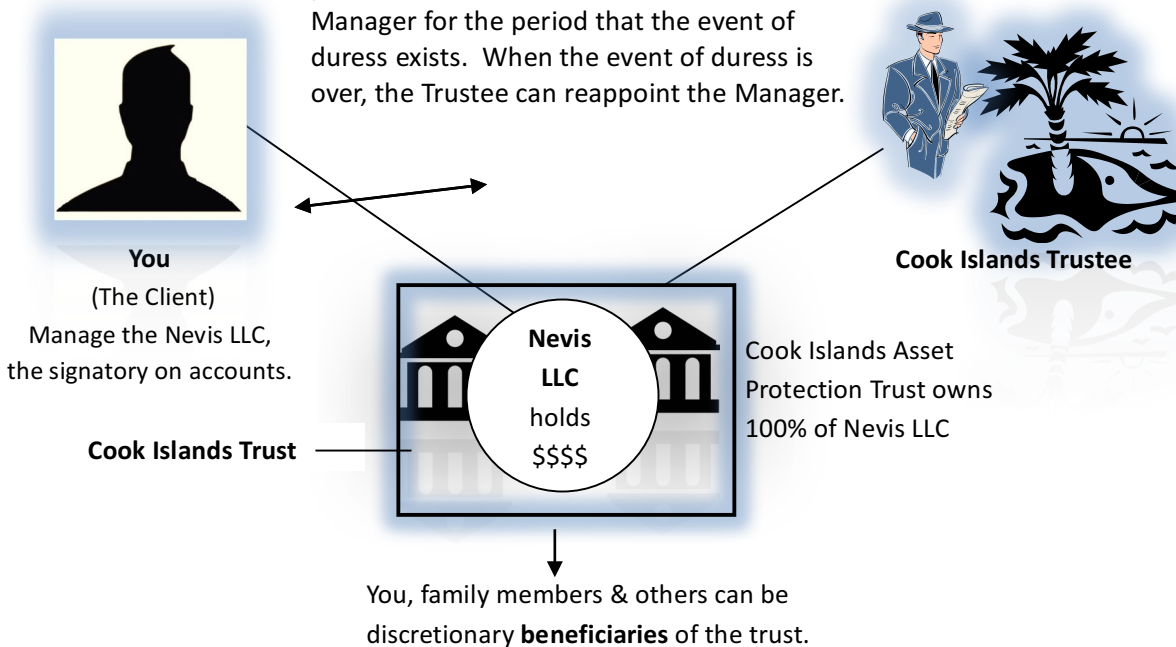 Manager for the period that the event of
duress exists.  When the event of duress is
over, the Trustee can reappoint the Manager.
You
(The Client)
Manage the Nevis LLC,
the signatory on accounts.
Cook Islands Trustee
Nevis
LLC
holds
$$$$
Cook Islands Asset
Protection Trust owns
100% of Nevis LLC
Cook Islands Trust
You, family members & others can be
discretionary beneficiaries of the trust.